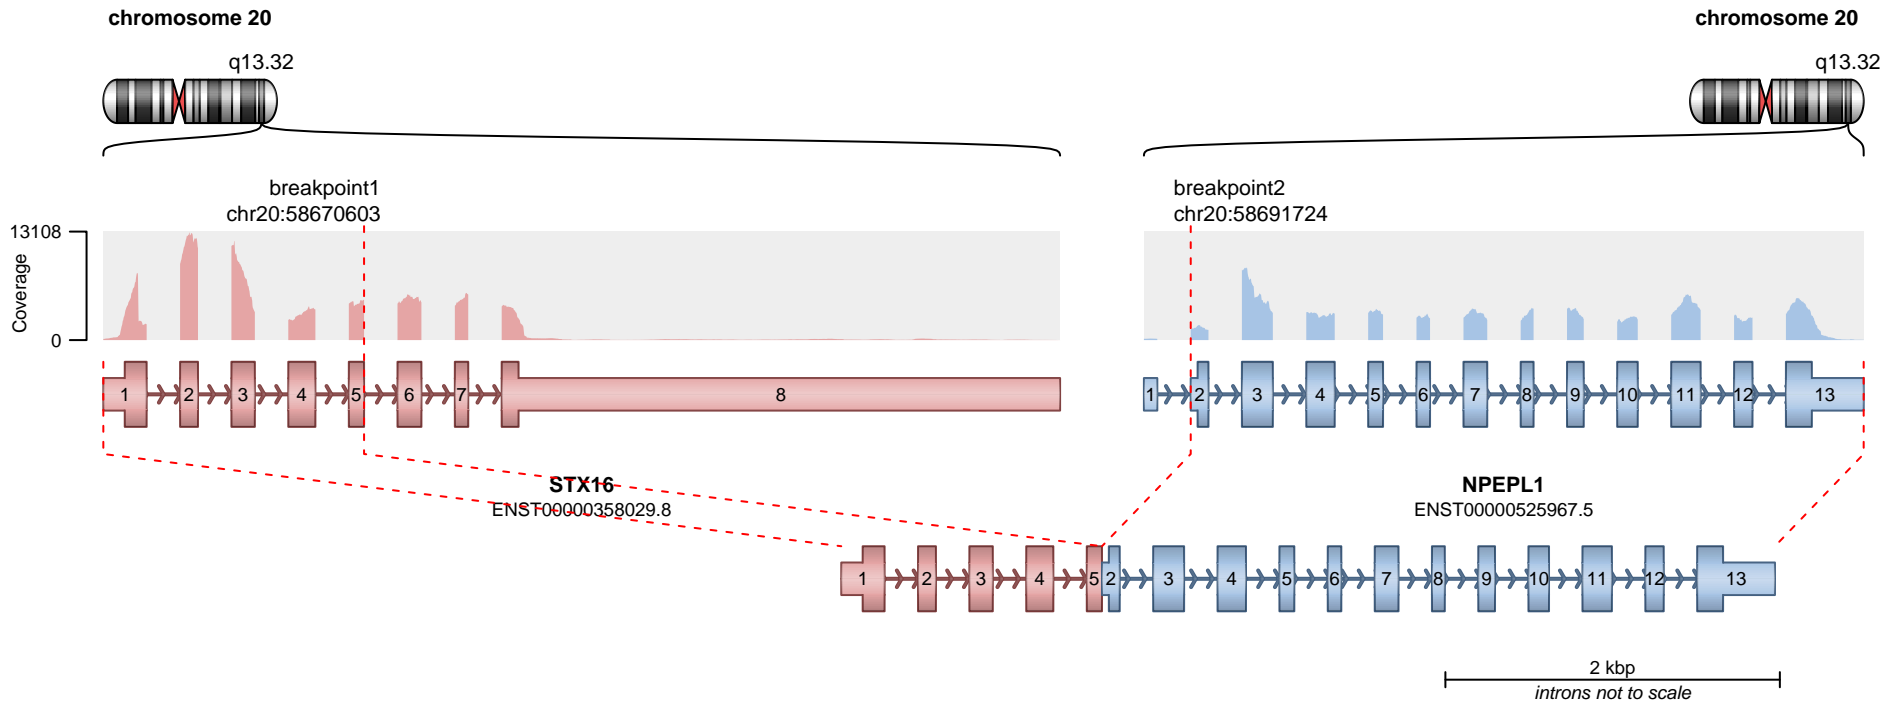 chromosome 20
chromosome 20
q13.32
q13.32
breakpoint1
chr20:58670603
breakpoint2
chr20:58691724
13108
Coverage
0
1 2 3 4 5 6 7 8
1 2 3 4 5 6 7 8 9 10 11 12 13
STX16
ENST00000358029.8
NPEPL1
ENST00000525967.5
1 2 3 4 5 2 3 4 5 6 7 8 9 10 11 12 13
2 kbp
introns not to scale